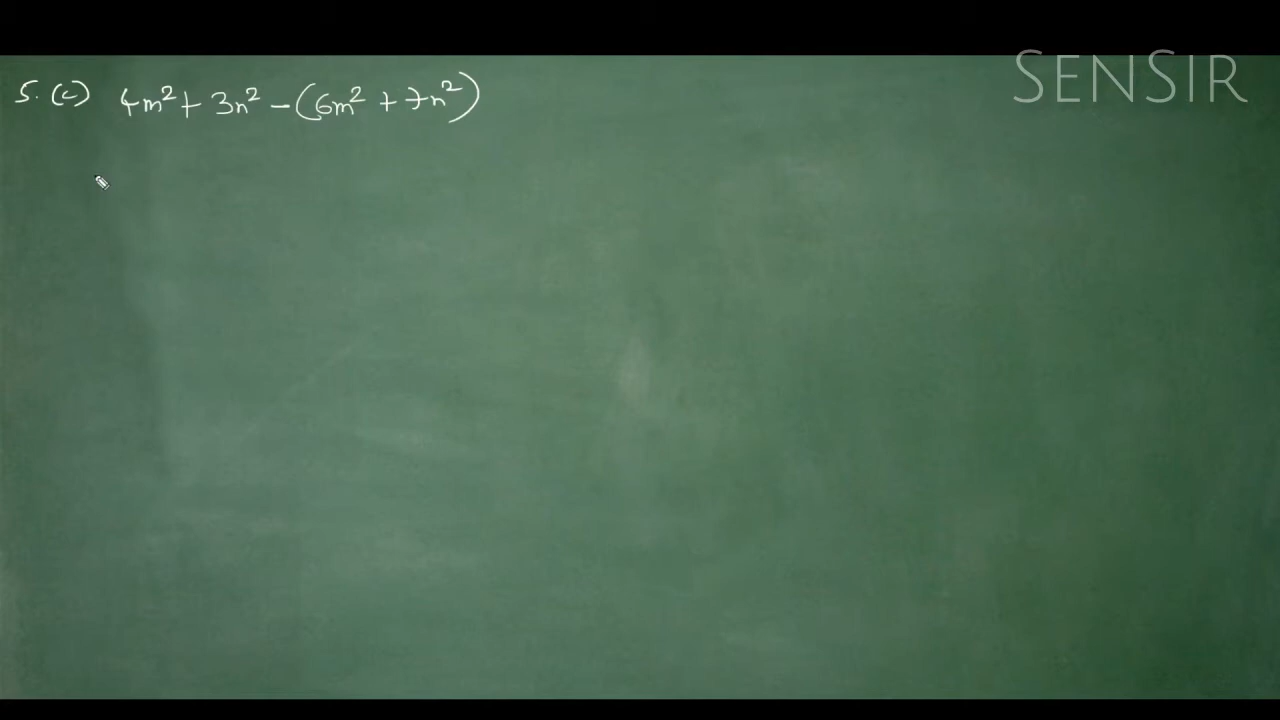 5. (c) 4m² + 3n² - (6m² + 7n²)
SENSIR